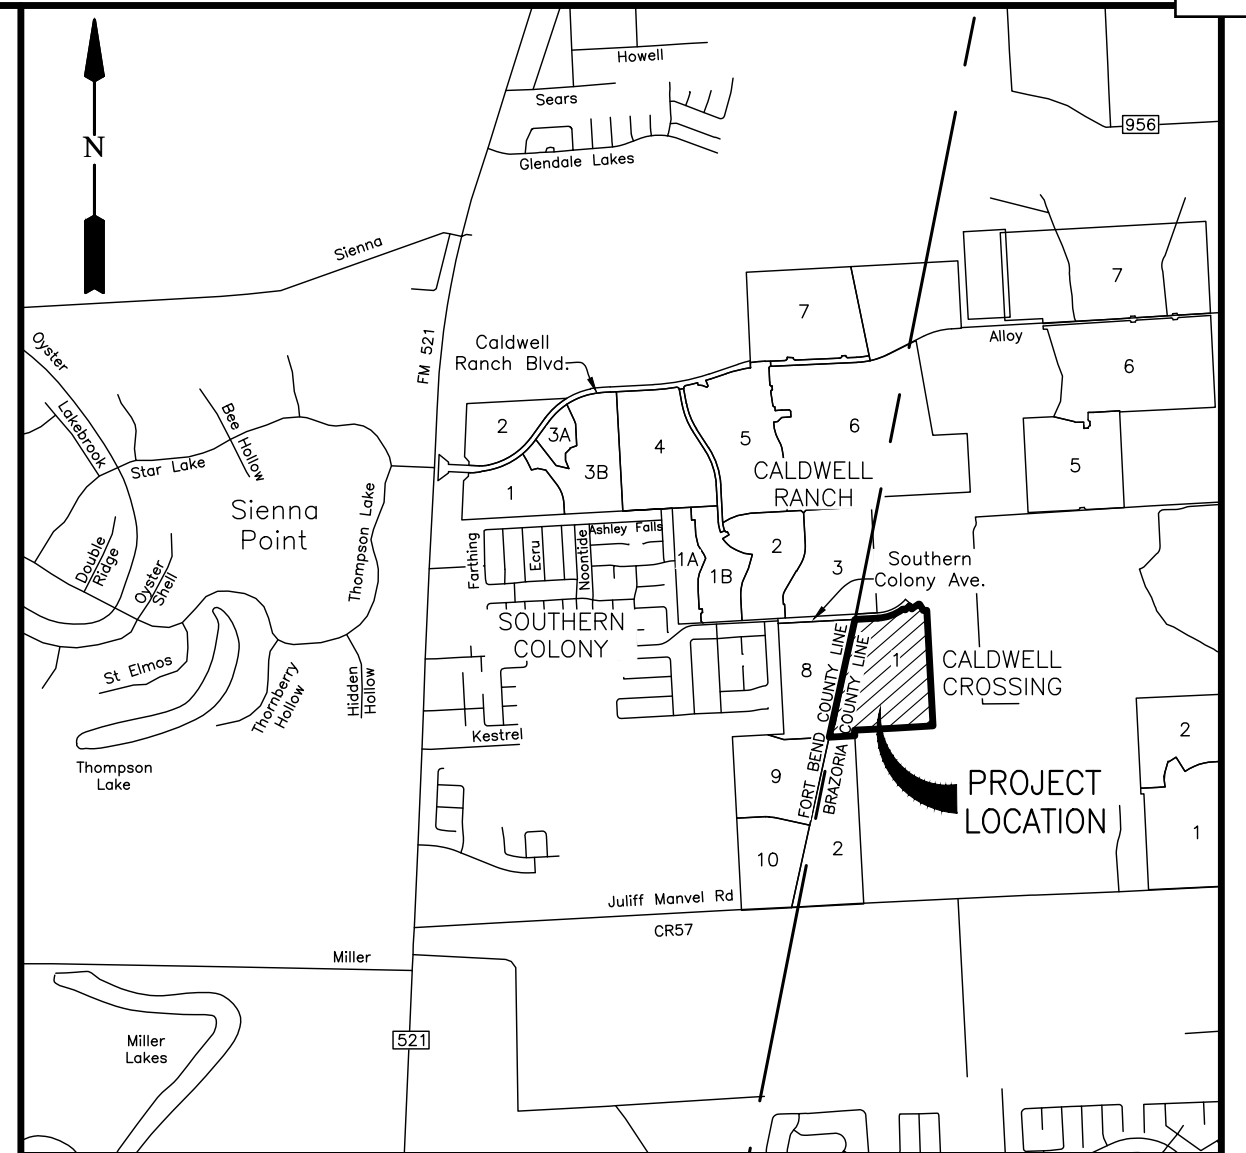 Howell
Sears
Glendale Lakes
956
N
Sienna
7
7
Oyster
FM 521
Caldwell
Ranch Blvd.
Alloy
6
Lakebrook
Bee Hollow
Star Lake
2
3A
3B
4
5
6
5
1
CALDWELL
RANCH
Sienna
Point
Thompson Lake
Double
Ridge
Oyster
Shell
Farthing
Ecru
Noontide
Ashley Falls
1A
1B
2
3
Southern
Colony Ave.
SOUTHERN
COLONY
St Elmos
Thornberry
Hollow
Hidden
Hollow
Kestrel
8
1
CALDWELL
CROSSING
FORT BEND COUNTY LINE
BRAZORIA COUNTY LINE
2
Thompson
Lake
9
PROJECT
LOCATION
1
10
2
Juliff Manvel Rd
CR57
Miller
521
Miller
Lakes